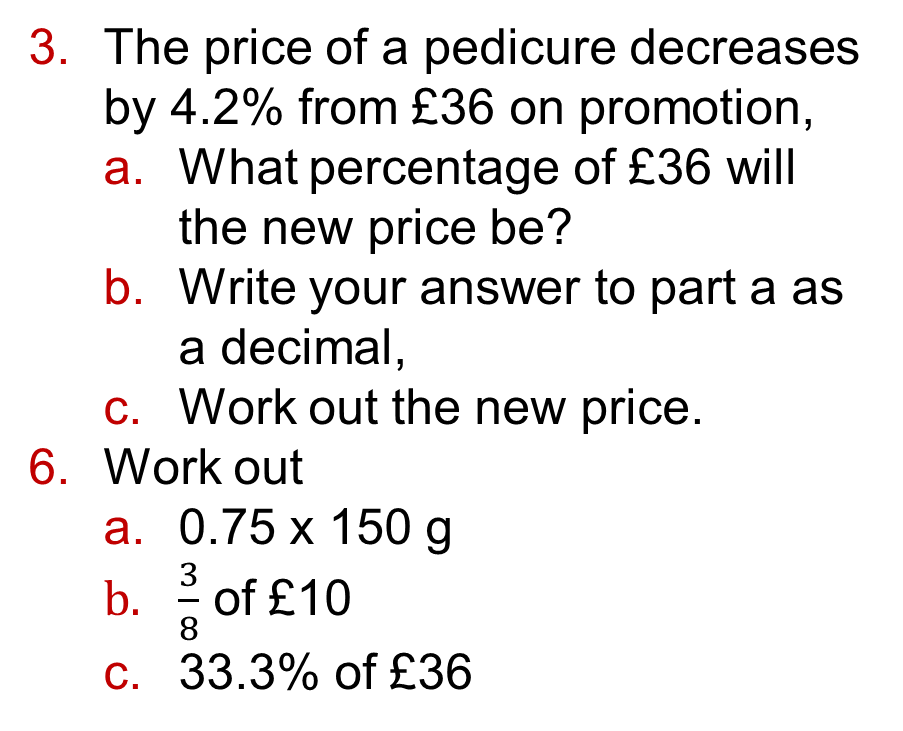 3. The price of a pedicure decreases
by 4.2% from £36 on promotion,
a. What percentage of £36 will
the new price be?
b. Write your answer to part a as
a decimal,
c. Work out the new price.
6. Work out
a. 0.75 x 150 g
b. 3/8 of £10
c. 33.3% of £36